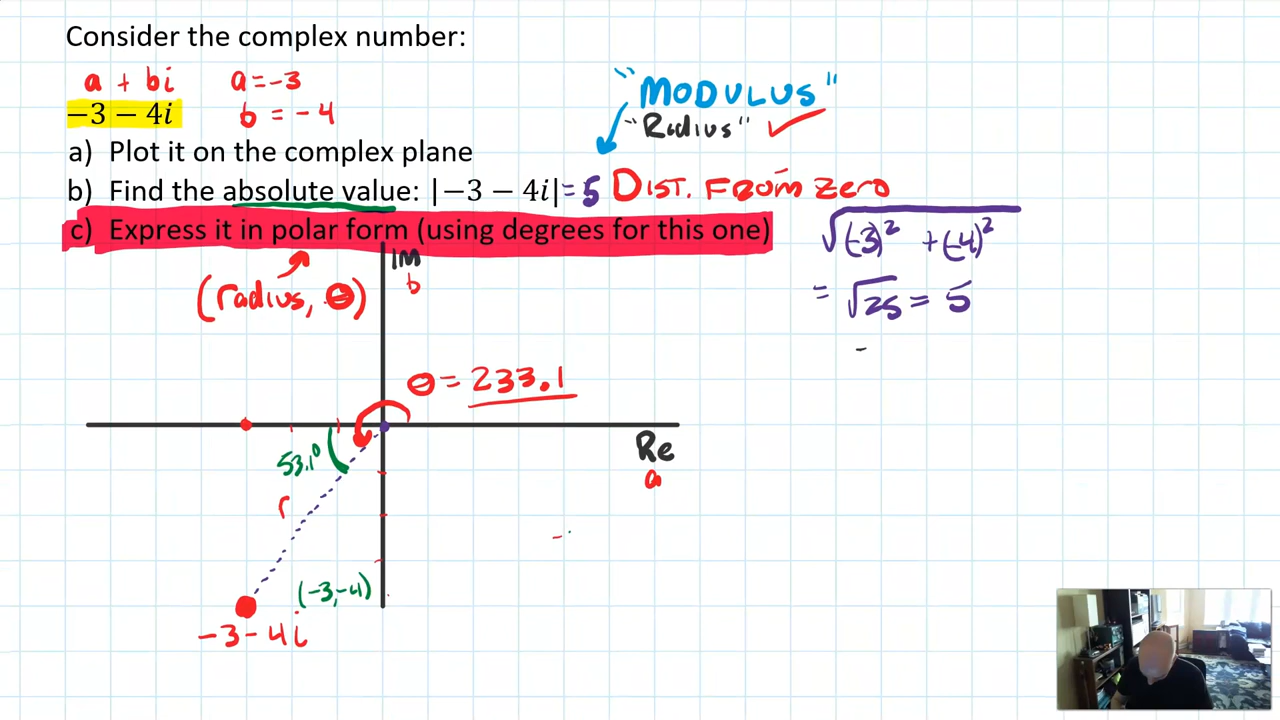 Consider the complex number:
a + bi a = -3
−3 − 4i b = -4
"MODULUS"
"Radius"
a) Plot it on the complex plane
b) Find the absolute value: |−3 − 4i| = 5 DIST. FROM ZERO
c) Express it in polar form (using degrees for this one)
√(-3)² + (-4)²
= √25 = 5
IM
b
(radius, θ)
θ = 233.1
Re
a
53.1°
r
(-3,-4)
-3-4i